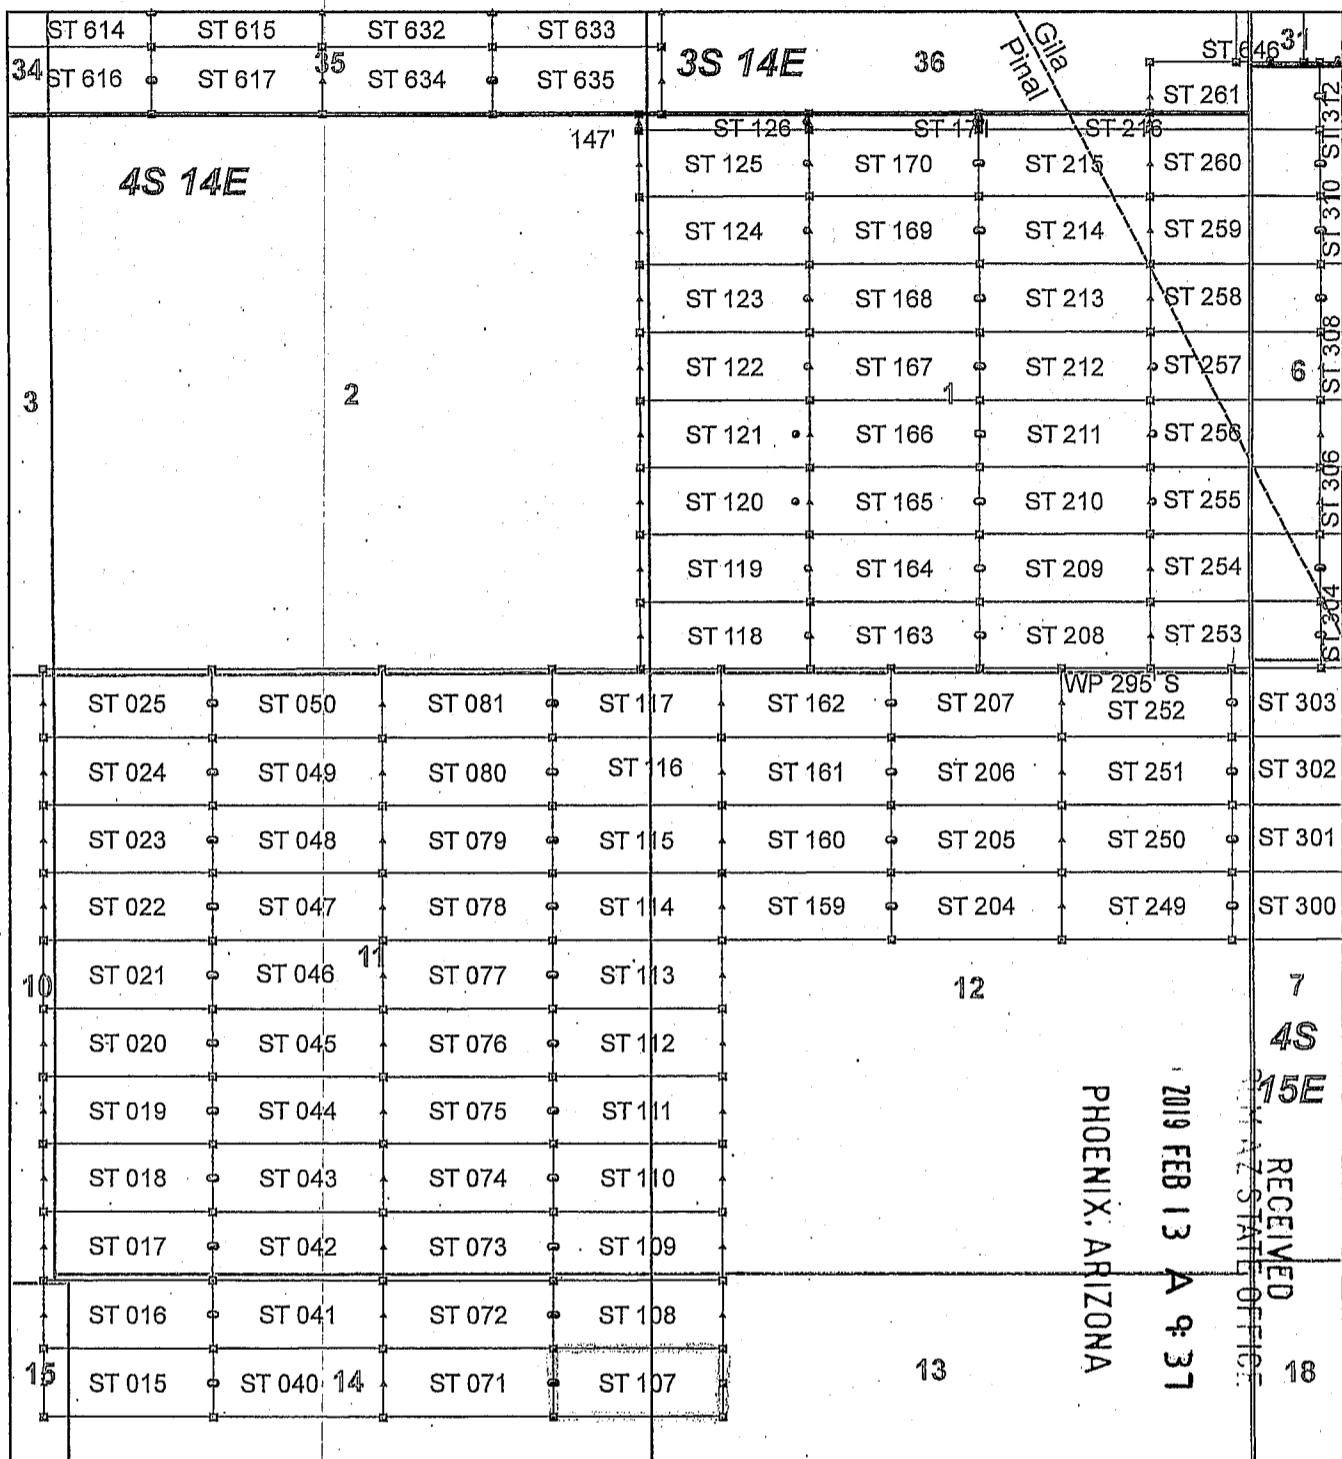 ST 614 ST 615 ST 632 ST 633
34 ST 616 ST 617 35 ST 634 ST 635 3S 14E 36 Gila Pinal ST 646 31
ST 261 ST 312
147' ST 126 ST 171 ST 216
4S 14E ST 125 ST 170 ST 215 ST 260
ST 124 ST 169 ST 214 ST 259 ST 310
ST 123 ST 168 ST 213 ST 258
3 2 ST 122 ST 167 1 ST 212 ST 257 6 ST 308
ST 121 ST 166 ST 211 ST 256
ST 120 ST 165 ST 210 ST 255 ST 306
ST 119 ST 164 ST 209 ST 254
ST 118 ST 163 ST 208 ST 253 ST 304
WP 295' S
ST 025 ST 050 ST 081 ST 117 ST 162 ST 207 ST 252 ST 303
ST 024 ST 049 ST 080 ST 116 ST 161 ST 206 ST 251 ST 302
ST 023 ST 048 ST 079 ST 115 ST 160 ST 205 ST 250 ST 301
ST 022 ST 047 ST 078 ST 114 ST 159 ST 204 ST 249 ST 300
10 ST 021 ST 046 11 ST 077 ST 113 12 7
ST 020 ST 045 ST 076 ST 112 4S
ST 019 ST 044 ST 075 ST 111 15E
ST 018 ST 043 ST 074 ST 110
ST 017 ST 042 ST 073 ST 109
ST 016 ST 041 ST 072 ST 108
15 ST 015 ST 040 14 ST 071 ST 107 13 18
RECEIVED
AZ STATE OFFICE
2019 FEB 13 A 9:37
PHOENIX, ARIZONA